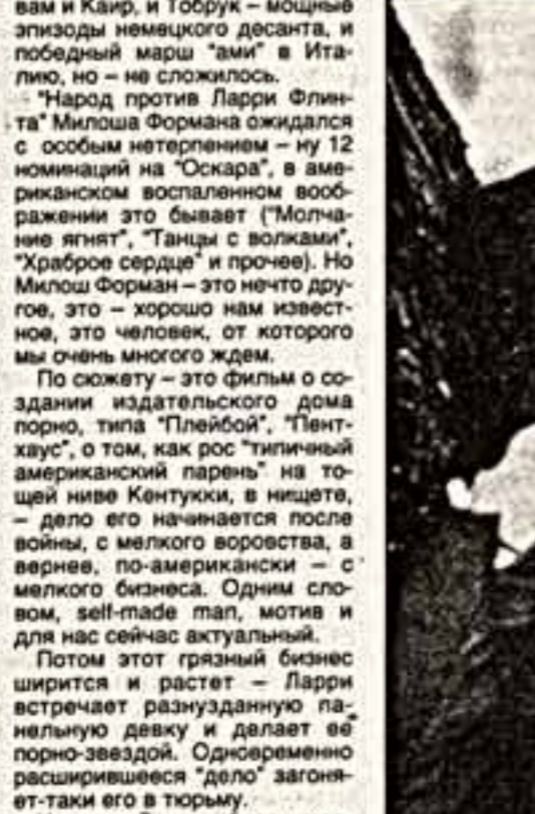 вам и Каир, и Тобрук – мощные
эпизоды немецкого десанта, и
победный марш "ами" в Ита-
лию, но – не сложилось.
"Народ против Ларри Флин-
та" Милоша Формана ожидался
с особым нетерпением – ну 12
номинаций на "Оскара", в аме-
риканском воспаленном вооб-
ражении это бывает ("Молча-
ние ягнят", "Танцы с волками",
"Храброе сердце" и прочее). Но
Милош Форман – это нечто дру-
гое, это – хорошо нам извест-
ное, это человек, от которого
мы очень многого ждем.
По сюжету – это фильм о со-
здании издательского дома
порно, типа "Плейбой", "Пент-
хаус", о том, как рос "типичный
американский парень" на то-
щей ниве Кентукки, в нищете,
– дело его начинается после
войны, с мелкого воровства, а
вернее, по-американски – с
мелкого бизнеса. Одним сло-
вом, self-made man, мотив и
для нас сейчас актуальный.
Потом этот грязный бизнес
ширится и растет – Ларри
встречает разнузданную па-
нельную девку и делает её
порно-звездой. Одновременно
расширившееся "дело" загоня-
ет-таки его в тюрьму.